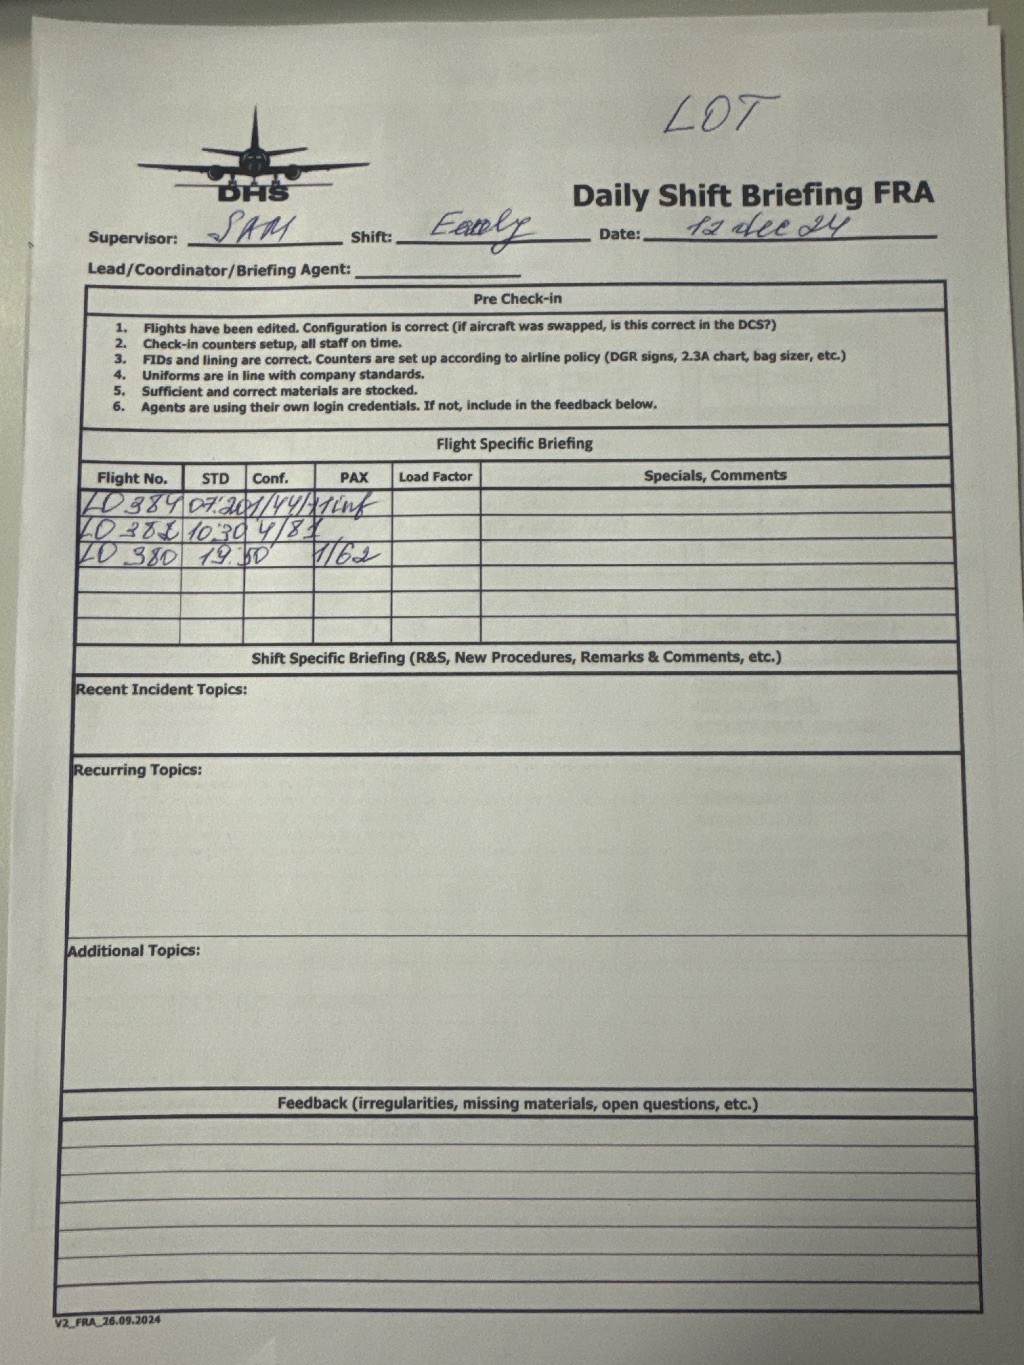 LOT
DHS
Daily Shift Briefing FRA
Supervisor: SAM Shift: Early Date: 12 dec 24
Lead/Coordinator/Briefing Agent:
Pre Check-in
1. Flights have been edited. Configuration is correct (if aircraft was swapped, is this correct in the DCS?)
2. Check-in counters setup, all staff on time.
3. FIDs and lining are correct. Counters are set up according to airline policy (DGR signs, 2.3A chart, bag sizer, etc.)
4. Uniforms are in line with company standards.
5. Sufficient and correct materials are stocked.
6. Agents are using their own login credentials. If not, include in the feedback below.
Flight Specific Briefing
Flight No. STD Conf. PAX Load Factor Specials, Comments
LO 384 07:20 1/44/+1inf
LO 382 10:30 4/81
LO 380 19:50 1/62
Shift Specific Briefing (R&S, New Procedures, Remarks & Comments, etc.)
Recent Incident Topics:
Recurring Topics:
Additional Topics:
Feedback (irregularities, missing materials, open questions, etc.)
V2_FRA_26.09.2024